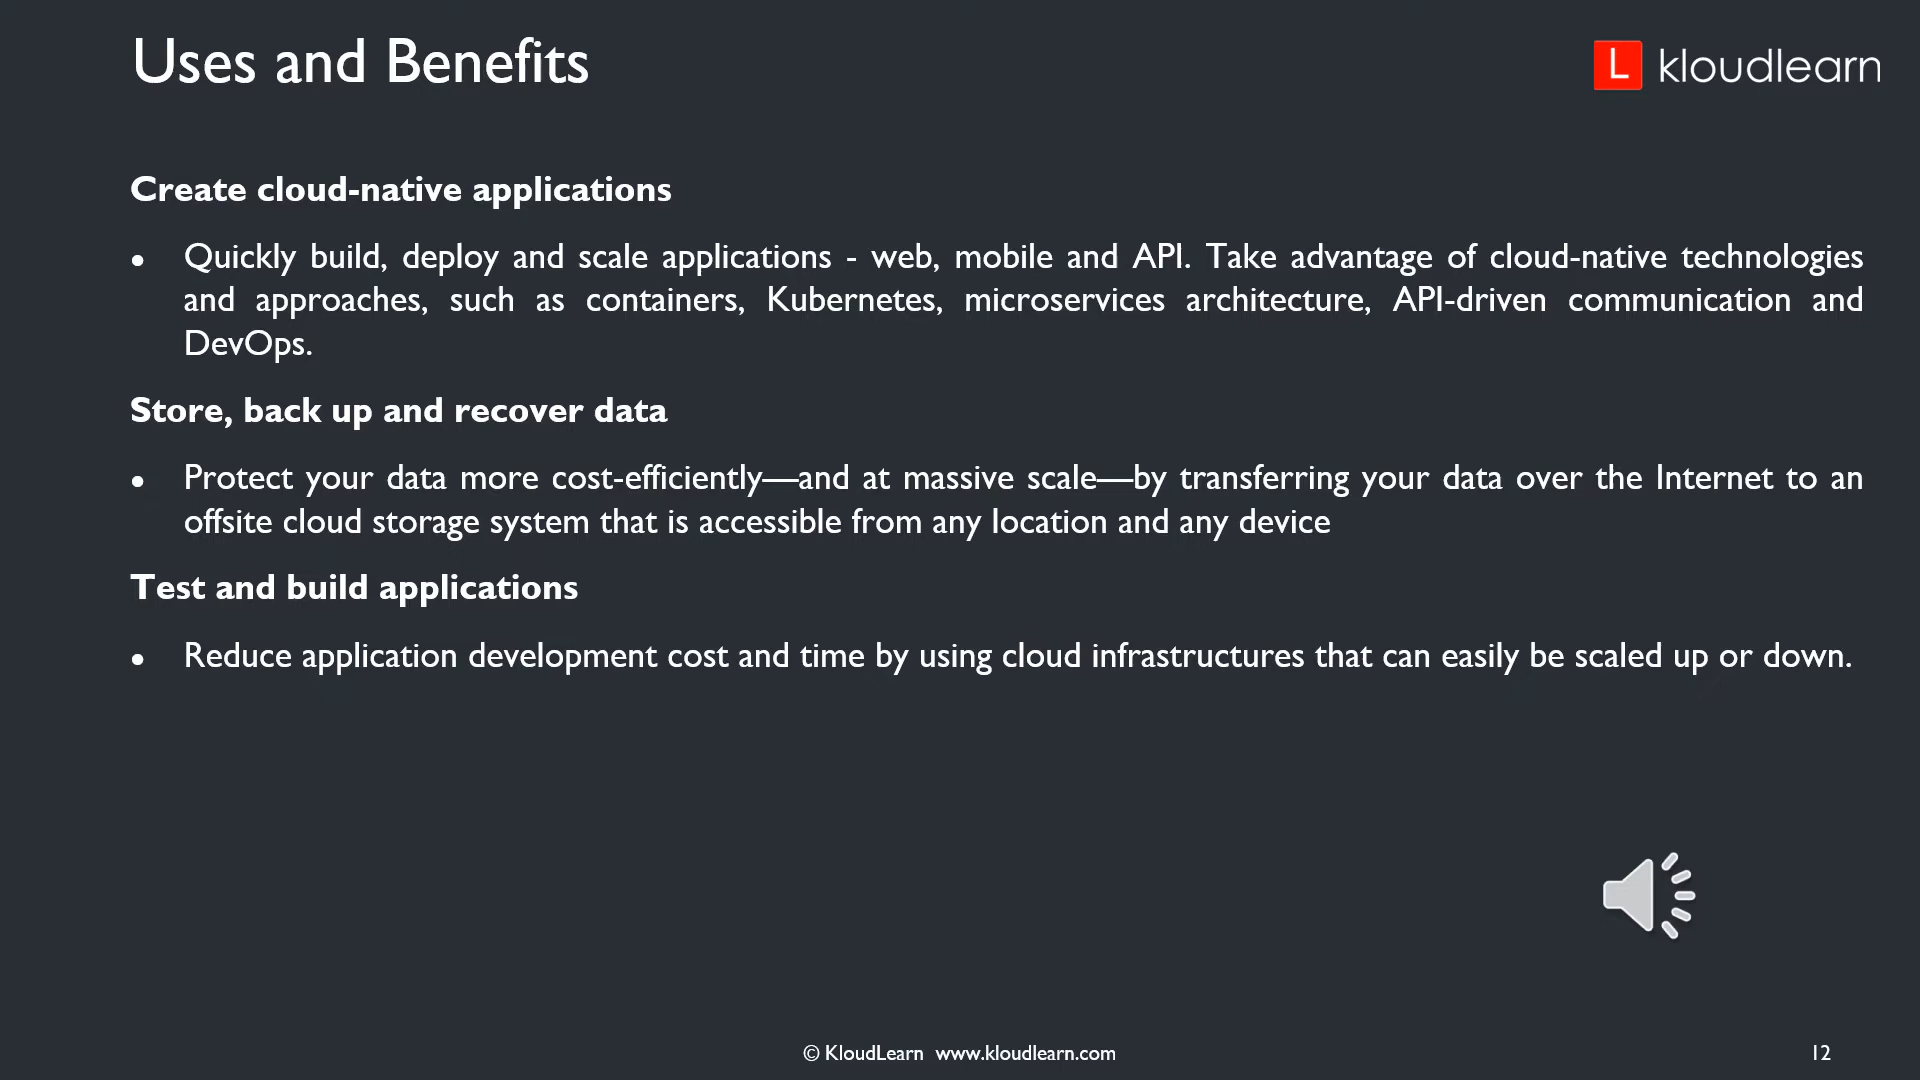 Uses and Benefits
L kloudlearn
Create cloud-native applications
• Quickly build, deploy and scale applications - web, mobile and API. Take advantage of cloud-native technologies
and approaches, such as containers, Kubernetes, microservices architecture, API-driven communication and
DevOps.
Store, back up and recover data
• Protect your data more cost-efficiently—and at massive scale—by transferring your data over the Internet to an
offsite cloud storage system that is accessible from any location and any device
Test and build applications
• Reduce application development cost and time by using cloud infrastructures that can easily be scaled up or down.
© KloudLearn www.kloudlearn.com
12